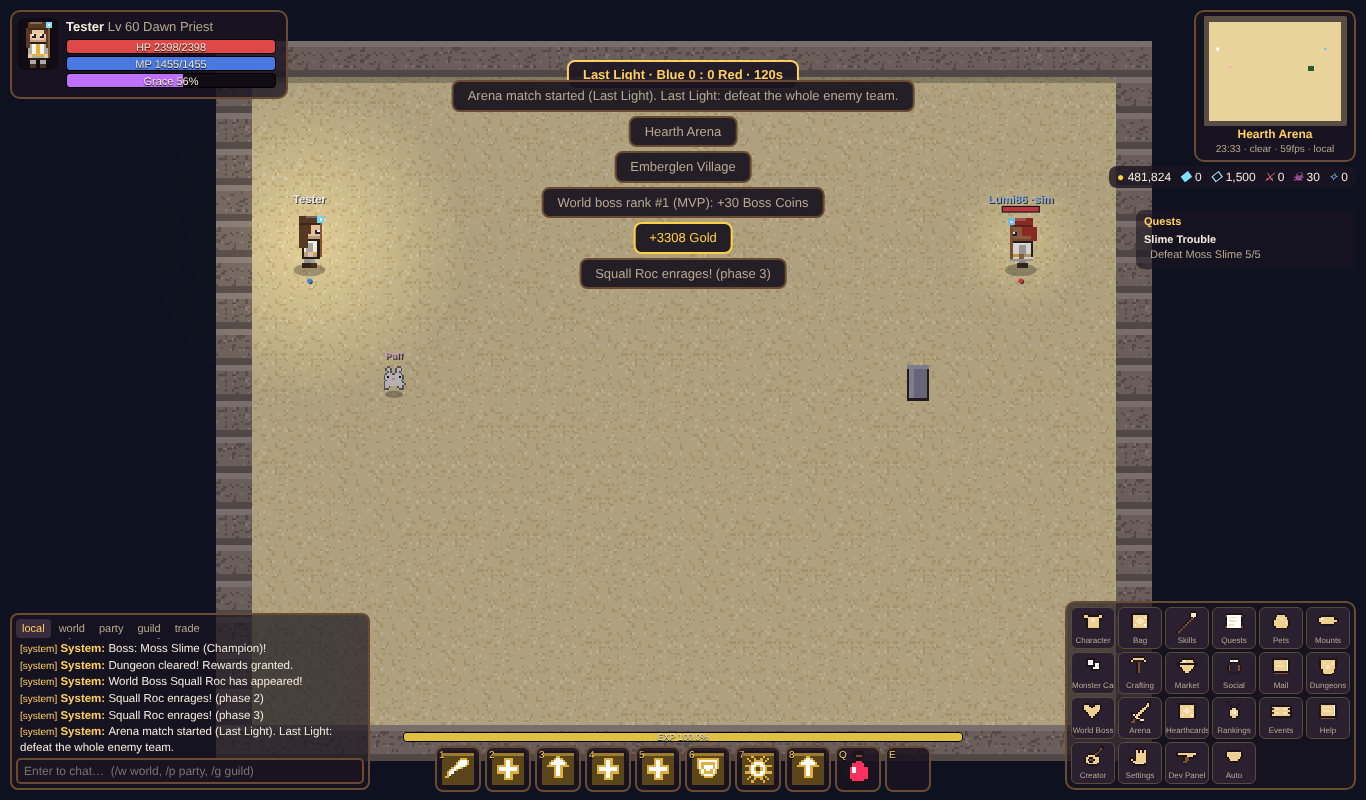 Tester Lv 60 Dawn Priest
HP 2398/2398
MP 1455/1455
Grace 56%
Last Light · Blue 0 : 0 Red · 120s
Arena match started (Last Light). Last Light: defeat the whole enemy team.
Hearth Arena
Emberglen Village
World boss rank #1 (MVP): +30 Boss Coins
+3308 Gold
Squall Roc enrages! (phase 3)
Hearth Arena
23:33 · clear · 59fps · local
481,824 0 1,500 0 30 0
Quests
Slime Trouble
Defeat Moss Slime 5/5
Tester
Lumi86 ·sim
Puff
local world party guild trade
[system] System: Boss: Moss Slime (Champion)!
[system] System: Dungeon cleared! Rewards granted.
[system] System: World Boss Squall Roc has appeared!
[system] System: Squall Roc enrages! (phase 2)
[system] System: Squall Roc enrages! (phase 3)
[system] System: Arena match started (Last Light). Last Light:
defeat the whole enemy team.
Enter to chat… (/w world, /p party, /g guild)
EXP 100.0%
1 2 3 4 5 6 7 8 Q E
Character Bag Skills Quests Pets Mounts
Monster Ca Crafting Market Social Mail Dungeons
World Boss Arena Hearthcards Rankings Events Help
Creator Settings Dev Panel Auto